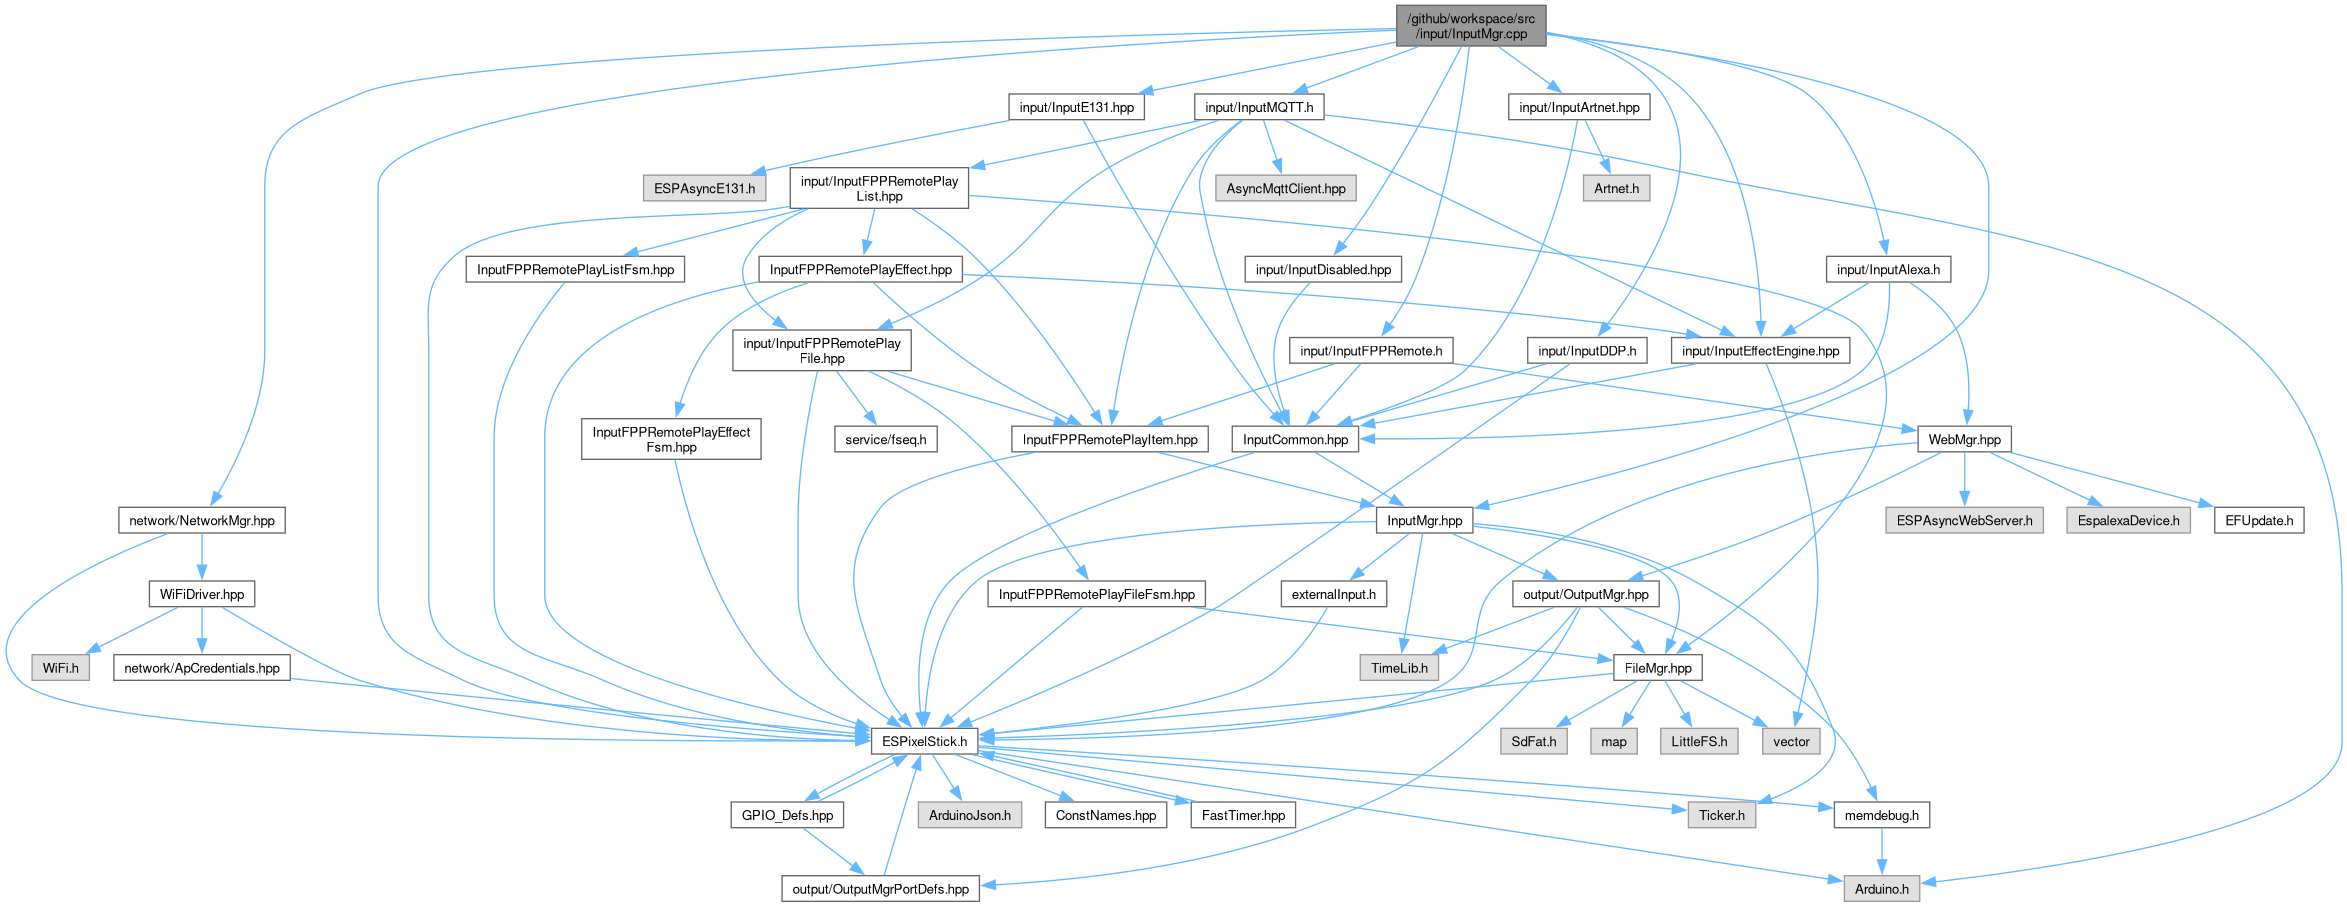 /github/workspace/src
/input/InputMgr.cpp
input/InputE131.hpp
input/InputMQTT.h
input/InputArtnet.hpp
ESPAsyncE131.h
input/InputFPPRemotePlay
List.hpp
AsyncMqttClient.hpp
Artnet.h
InputFPPRemotePlayListFsm.hpp
InputFPPRemotePlayEffect.hpp
input/InputDisabled.hpp
input/InputAlexa.h
input/InputFPPRemotePlay
File.hpp
input/InputFPPRemote.h
input/InputDDP.h
input/InputEffectEngine.hpp
InputFPPRemotePlayEffect
Fsm.hpp
service/fseq.h
InputFPPRemotePlayItem.hpp
InputCommon.hpp
WebMgr.hpp
network/NetworkMgr.hpp
InputMgr.hpp
ESPAsyncWebServer.h
EspalexaDevice.h
EFUpdate.h
WiFiDriver.hpp
InputFPPRemotePlayFileFsm.hpp
externalInput.h
output/OutputMgr.hpp
WiFi.h
network/ApCredentials.hpp
TimeLib.h
FileMgr.hpp
ESPixelStick.h
SdFat.h
map
LittleFS.h
vector
GPIO_Defs.hpp
ArduinoJson.h
ConstNames.hpp
FastTimer.hpp
Ticker.h
memdebug.h
output/OutputMgrPortDefs.hpp
Arduino.h